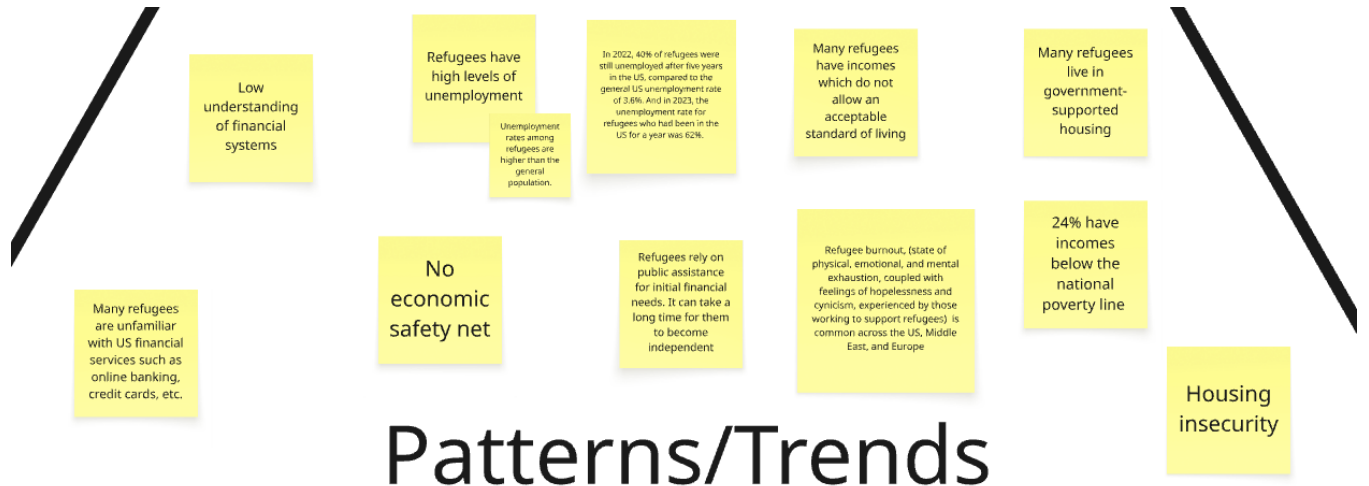 Low
understanding
of financial
systems
Refugees have
high levels of
unemployment
Unemployment
rates among
refugees are
higher than the
general
population.
In 2022, 40% of refugees were
still unemployed after five years
in the US, compared to the
general US unemployment rate
of 3.6%. And in 2023, the
unemployment rate for
refugees who had been in the
US for a year was 62%.
Many refugees
have incomes
which do not
allow an
acceptable
standard of living
Many refugees
live in
government-
supported
housing
Many refugees
are unfamiliar
with US financial
services such as
online banking,
credit cards, etc.
No
economic
safety net
Refugees rely on
public assistance
for initial financial
needs. It can take a
long time for them
to become
independent
Refugee burnout, (state of
physical, emotional, and mental
exhaustion, coupled with
feelings of hopelessness and
cynicism, experienced by those
working to support refugees)  is
common across the US, Middle
East, and Europe
24% have
incomes
below the
national
poverty line
Housing
insecurity
Patterns/Trends